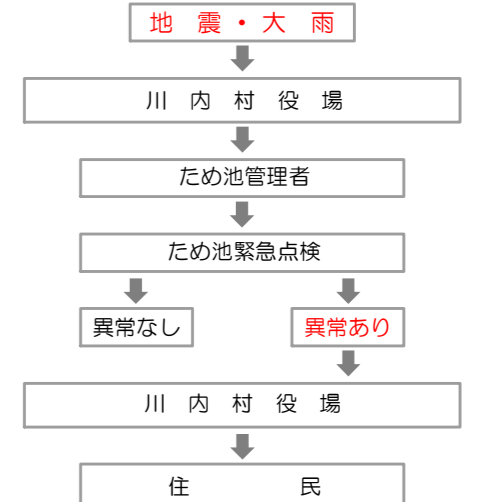 地　震・大　雨
川　内　村　役　場
ため池管理者
ため池緊急点検
異常なし
異常あり
川　内　村　役　場
住　　　　民